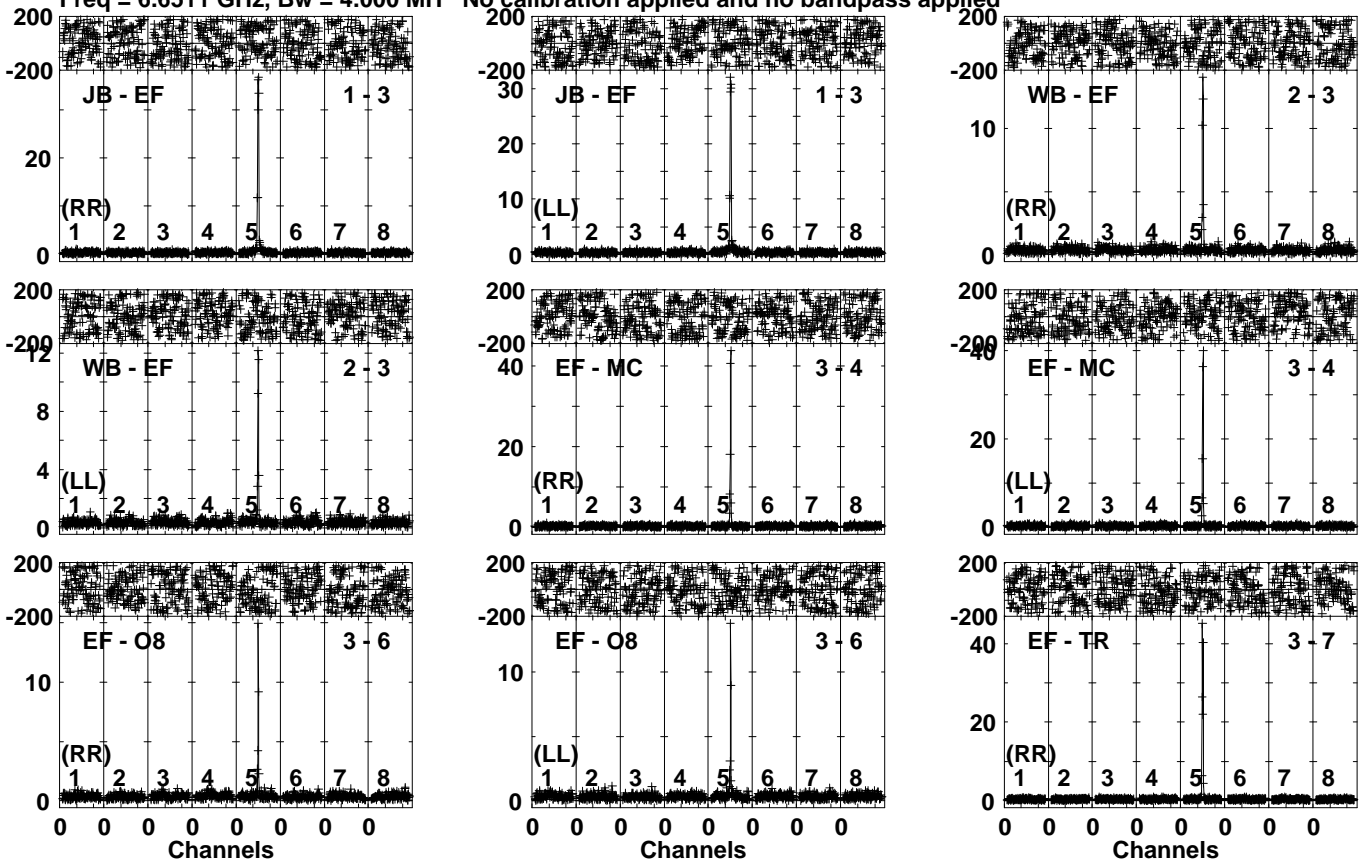 Freq = 6.6511 GHz, Bw = 4.000 MH No calibration applied and no bandpass applied
200 200 200
-200 -200 -200
JB - EF 1 - 3 JB - EF 1 - 3 WB - EF 2 - 3
30
20 20 10
10
(RR) (LL) (RR)
1 2 3 4 5 6 7 8 1 2 3 4 5 6 7 8 1 2 3 4 5 6 7 8
0 0 0
200 200 200
-200 -200 -200
12 40 40
WB - EF 2 - 3 EF - MC 3 - 4 EF - MC 3 - 4
8 20 20
4
(LL) (RR) (LL)
1 2 3 4 5 6 7 8 1 2 3 4 5 6 7 8 1 2 3 4 5 6 7 8
0 0 0
200 200 200
-200 -200 -200
EF - O8 3 - 6 EF - O8 3 - 6 EF - TR 3 - 7
40
10 10 20
(RR) (LL) (RR)
1 2 3 4 5 6 7 8 1 2 3 4 5 6 7 8 1 2 3 4 5 6 7 8
0 0 0
0 0 0 0 0 0 0 0 0 0 0 0 0 0 0 0 0 0 0 0 0 0 0 0
Channels Channels Channels